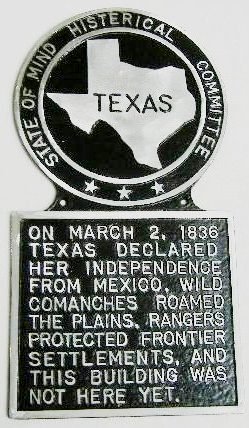 STATE OF MIND HISTERICAL COMMITTEE
TEXAS
ON MARCH 2, 1836
TEXAS DECLARED
HER INDEPENDENCE
FROM MEXICO, WILD
COMANCHES ROAMED
THE PLAINS, RANGERS
PROTECTED FRONTIER
SETTLEMENTS, AND
THIS BUILDING WAS
NOT HERE YET.